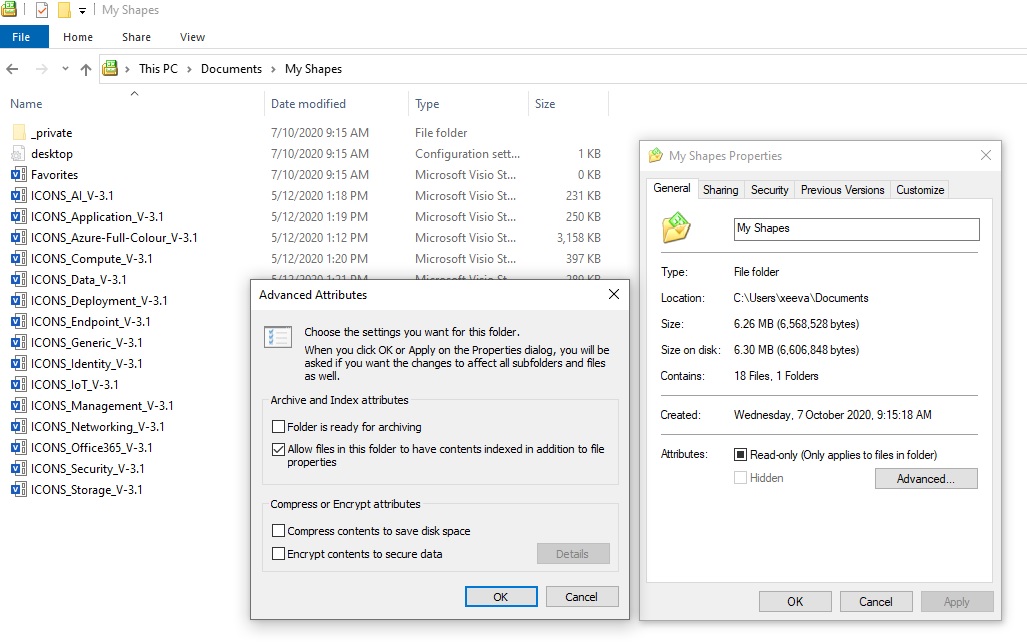 My Shapes
File Home Share View
This PC > Documents > My Shapes
Name Date modified Type Size
_private 7/10/2020 9:15 AM File folder
desktop 7/10/2020 9:15 AM Configuration sett... 1 KB
Favorites 7/10/2020 9:15 AM Microsoft Visio St... 0 KB
ICONS_AI_V-3.1 5/12/2020 1:18 PM Microsoft Visio St... 231 KB
ICONS_Application_V-3.1 5/12/2020 1:19 PM Microsoft Visio St... 250 KB
ICONS_Azure-Full-Colour_V-3.1 5/12/2020 1:12 PM Microsoft Visio St... 3,158 KB
ICONS_Compute_V-3.1 5/12/2020 1:20 PM Microsoft Visio St... 397 KB
ICONS_Data_V-3.1 5/12/2020 1:21 PM Microsoft Visio St... 289 KB
ICONS_Deployment_V-3.1
ICONS_Endpoint_V-3.1
ICONS_Generic_V-3.1
ICONS_Identity_V-3.1
ICONS_IoT_V-3.1
ICONS_Management_V-3.1
ICONS_Networking_V-3.1
ICONS_Office365_V-3.1
ICONS_Security_V-3.1
ICONS_Storage_V-3.1
Advanced Attributes
Choose the settings you want for this folder.
When you click OK or Apply on the Properties dialog, you will be
asked if you want the changes to affect all subfolders and files
as well.
Archive and Index attributes
Folder is ready for archiving
Allow files in this folder to have contents indexed in addition to file
properties
Compress or Encrypt attributes
Compress contents to save disk space
Encrypt contents to secure data
Details
OK Cancel
My Shapes Properties
General Sharing Security Previous Versions Customize
My Shapes
Type: File folder
Location: C:\Users\xeeva\Documents
Size: 6.26 MB (6,568,528 bytes)
Size on disk: 6.30 MB (6,606,848 bytes)
Contains: 18 Files, 1 Folders
Created: Wednesday, 7 October 2020, 9:15:18 AM
Attributes: Read-only (Only applies to files in folder)
Hidden
Advanced...
OK Cancel Apply